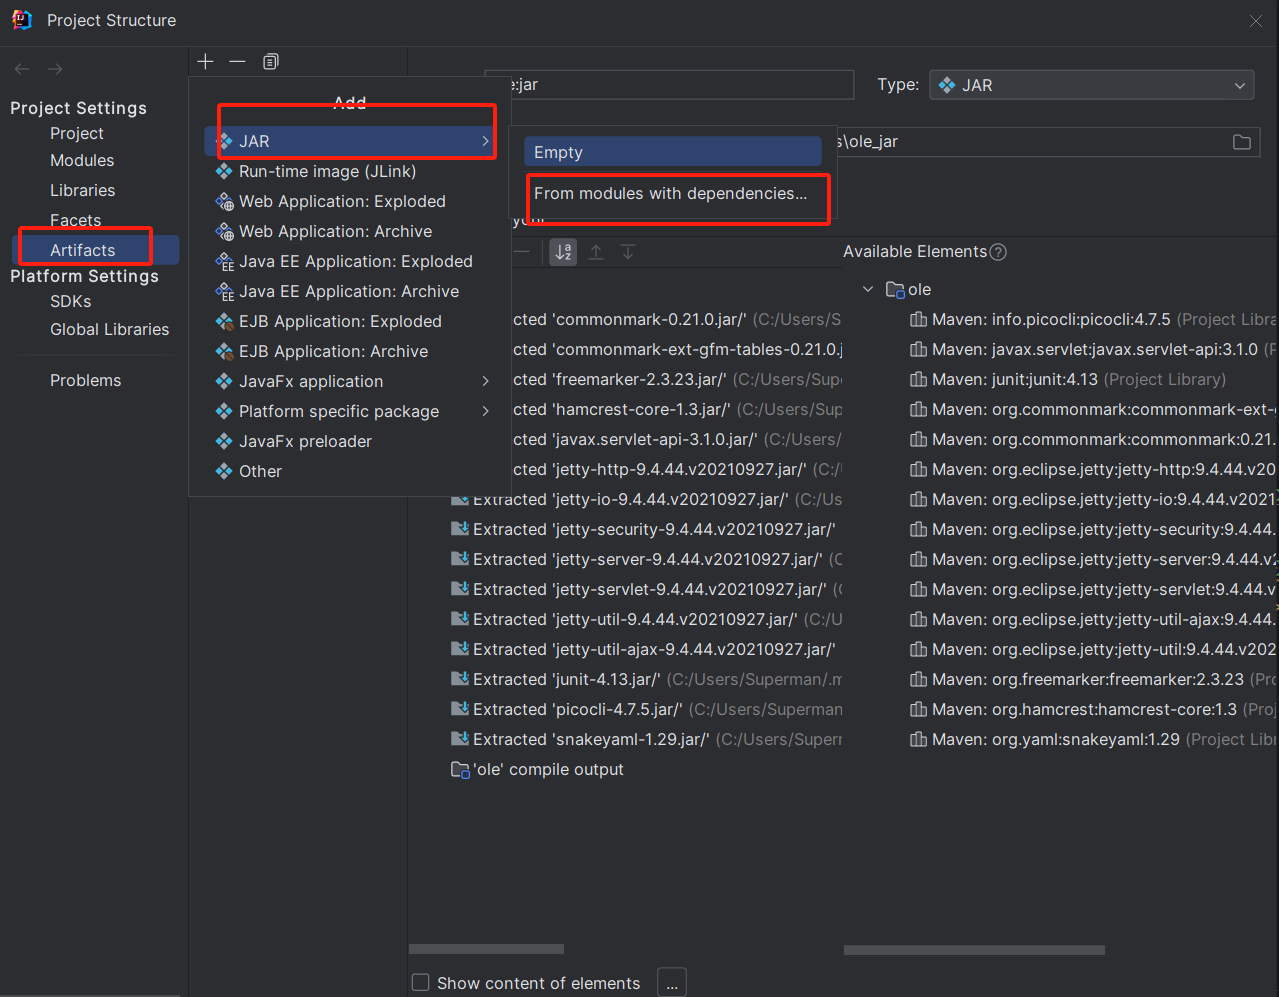 Project Structure
Project Settings
Project
Modules
Libraries
Facets
Artifacts
Platform Settings
SDKs
Global Libraries
Problems
Add
JAR
Run-time image (JLink)
Web Application: Exploded
Web Application: Archive
Java EE Application: Exploded
Java EE Application: Archive
EJB Application: Exploded
EJB Application: Archive
JavaFx application
Platform specific package
JavaFx preloader
Other
Empty
From modules with dependencies...
e:jar
Type:
JAR
s\ole_jar
Available Elements
ole
cted 'commonmark-0.21.0.jar/' (C:/Users/S
cted 'commonmark-ext-gfm-tables-0.21.0.j
cted 'freemarker-2.3.23.jar/' (C:/Users/Supe
cted 'hamcrest-core-1.3.jar/' (C:/Users/Sup
cted 'javax.servlet-api-3.1.0.jar/' (C:/Users/
cted 'jetty-http-9.4.44.v20210927.jar/' (C:/
Extracted 'jetty-io-9.4.44.v20210927.jar/' (C:/Us
Extracted 'jetty-security-9.4.44.v20210927.jar/'
Extracted 'jetty-server-9.4.44.v20210927.jar/' (C
Extracted 'jetty-servlet-9.4.44.v20210927.jar/' (
Extracted 'jetty-util-9.4.44.v20210927.jar/' (C:/U
Extracted 'jetty-util-ajax-9.4.44.v20210927.jar/'
Extracted 'junit-4.13.jar/' (C:/Users/Superman/.m
Extracted 'picocli-4.7.5.jar/' (C:/Users/Superman
Extracted 'snakeyaml-1.29.jar/' (C:/Users/Super
'ole' compile output
Maven: info.picocli:picocli:4.7.5 (Project Libra
Maven: javax.servlet:javax.servlet-api:3.1.0 (F
Maven: junit:junit:4.13 (Project Library)
Maven: org.commonmark:commonmark-ext-g
Maven: org.commonmark:commonmark:0.21.
Maven: org.eclipse.jetty:jetty-http:9.4.44.v20
Maven: org.eclipse.jetty:jetty-io:9.4.44.v2021
Maven: org.eclipse.jetty:jetty-security:9.4.44.
Maven: org.eclipse.jetty:jetty-server:9.4.44.v2
Maven: org.eclipse.jetty:jetty-servlet:9.4.44.v
Maven: org.eclipse.jetty:jetty-util-ajax:9.4.44.
Maven: org.eclipse.jetty:jetty-util:9.4.44.v202
Maven: org.freemarker:freemarker:2.3.23 (Pro
Maven: org.hamcrest:hamcrest-core:1.3 (Proj
Maven: org.yaml:snakeyaml:1.29 (Project Lib
Show content of elements
...